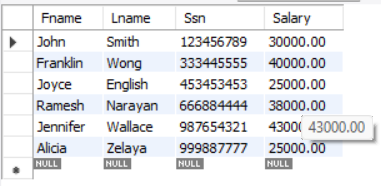 Fname Lname Ssn Salary
John Smith 123456789 30000.00
Franklin Wong 333445555 40000.00
Joyce English 453453453 25000.00
Ramesh Narayan 666884444 38000.00
Jennifer Wallace 987654321 4300 43000.00
Alicia Zelaya 999887777 25000.00
NULL NULL NULL NULL